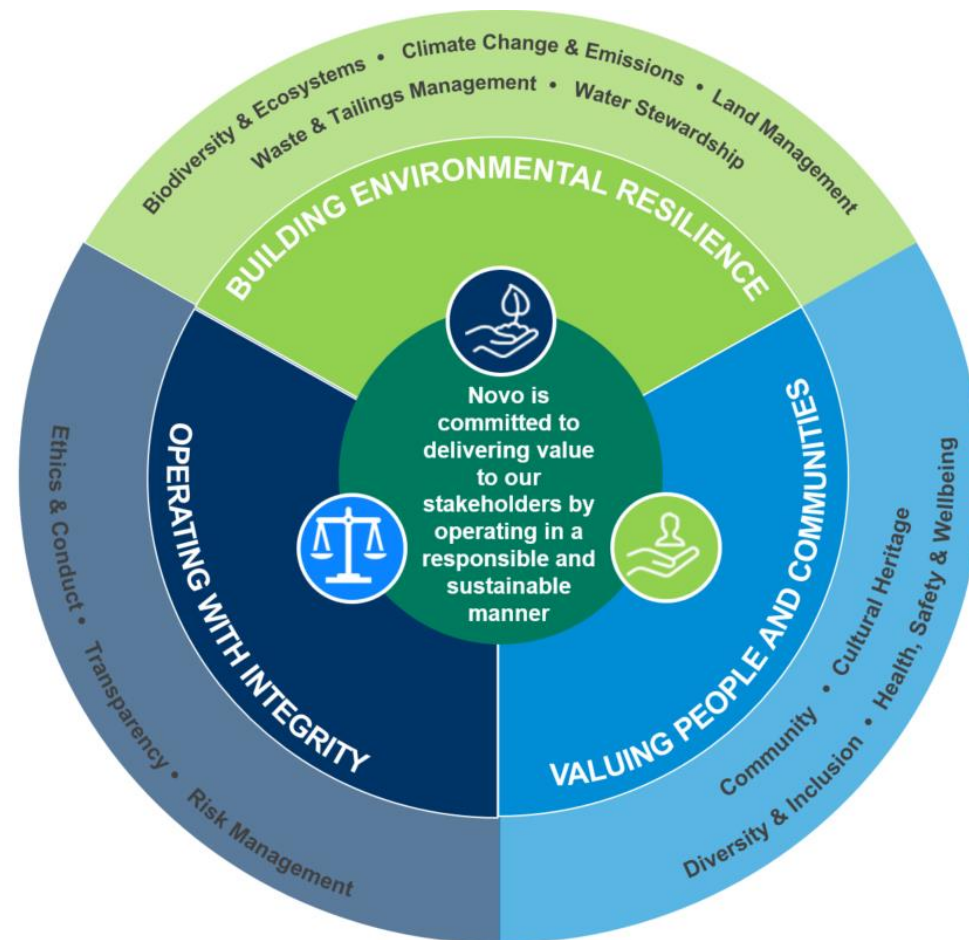 Biodiversity & Ecosystems • Climate Change & Emissions • Land Management
Waste & Tailings Management • Water Stewardship
BUILDING ENVIRONMENTAL RESILIENCE
Novo is
committed to
delivering value
to our
stakeholders by
operating in a
responsible and
sustainable
manner
OPERATING WITH INTEGRITY
Ethics & Conduct • Transparency • Risk Management
VALUING PEOPLE AND COMMUNITIES
Community • Cultural Heritage
Diversity & Inclusion • Health, Safety & Wellbeing